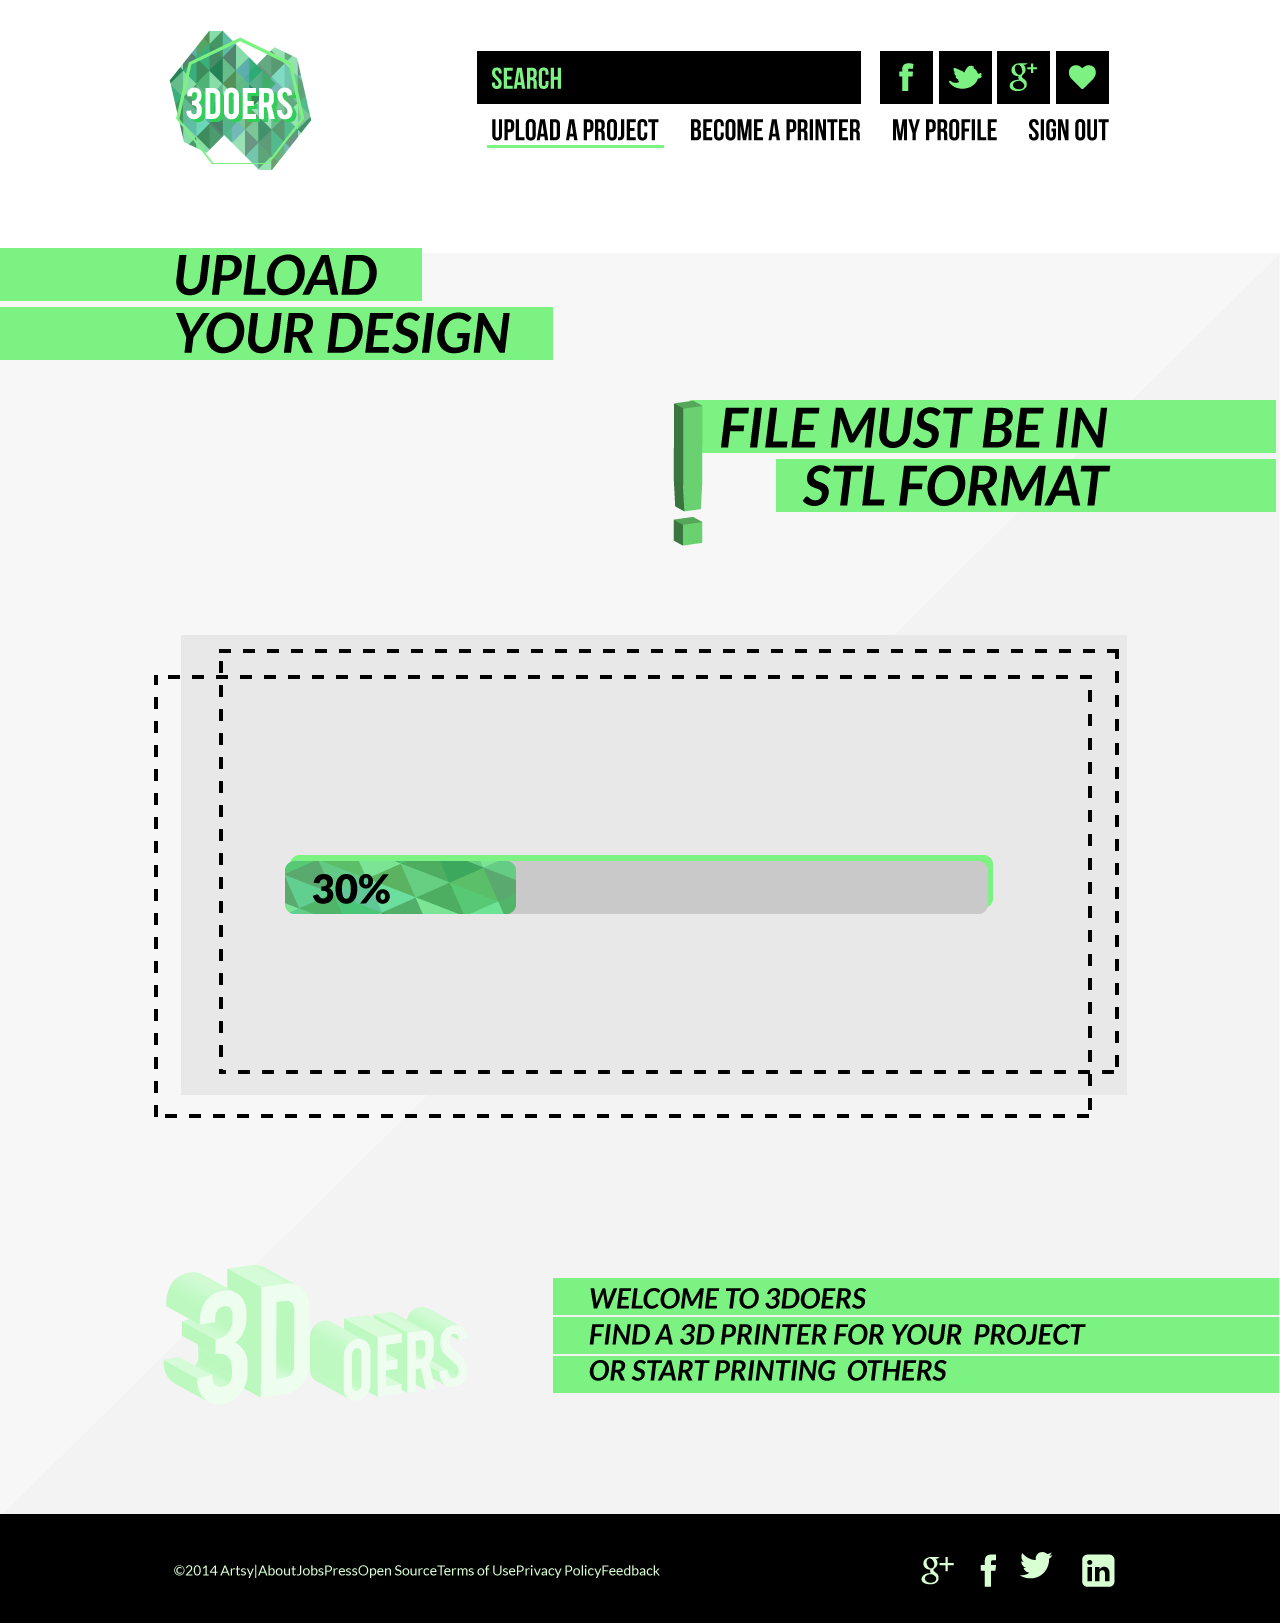 3DOERS
SEARCH
UPLOAD A PROJECT BECOME A PRINTER MY PROFILE SIGN OUT
UPLOAD
YOUR DESIGN
! FILE MUST BE IN
STL FORMAT
30%
3DOERS
WELCOME TO 3DOERS
FIND A 3D PRINTER FOR YOUR PROJECT
OR START PRINTING OTHERS
©2014 Artsy|AboutJobsPressOpen SourceTerms of UsePrivacy PolicyFeedback